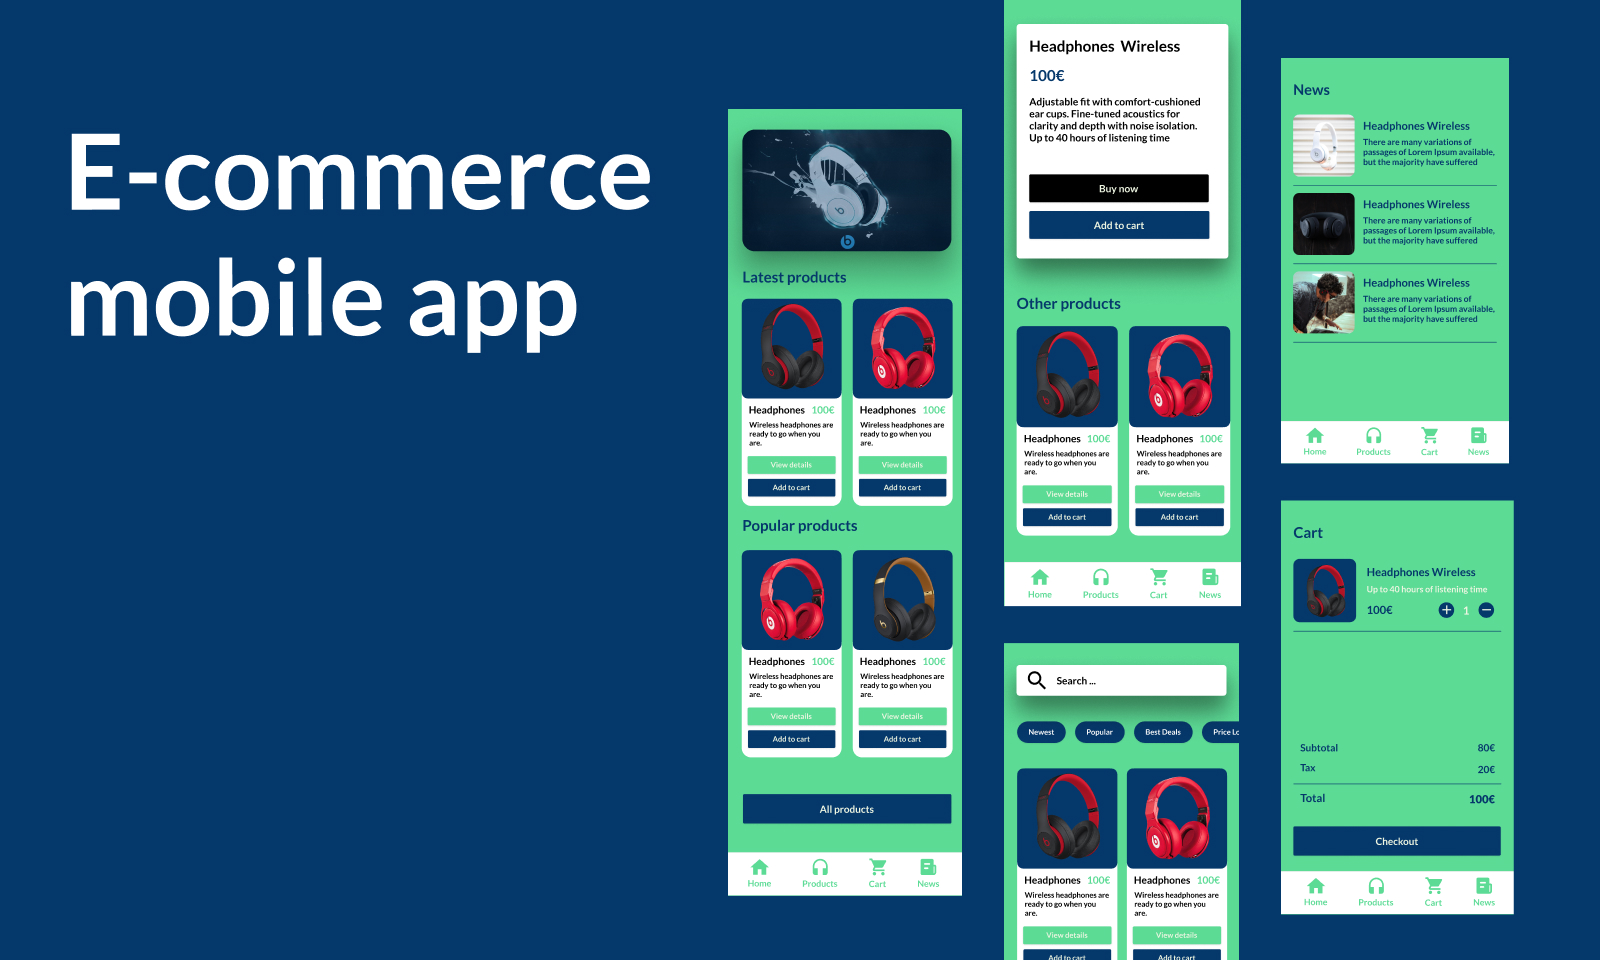 E-commerce
mobile app
Latest products
Headphones 100€
Wireless headphones are
ready to go when you
are.
View details
Add to cart
Headphones 100€
Wireless headphones are
ready to go when you
are.
View details
Add to cart
Popular products
Headphones 100€
Wireless headphones are
ready to go when you
are.
View details
Add to cart
Headphones 100€
Wireless headphones are
ready to go when you
are.
View details
Add to cart
All products
Home Products Cart News
Headphones Wireless
100€
Adjustable fit with comfort-cushioned
ear cups. Fine-tuned acoustics for
clarity and depth with noise isolation.
Up to 40 hours of listening time
Buy now
Add to cart
Other products
Headphones 100€
Wireless headphones are
ready to go when you
are.
View details
Add to cart
Headphones 100€
Wireless headphones are
ready to go when you
are.
View details
Add to cart
Home Products Cart News
Search ...
Newest Popular Best Deals Price Lo
Headphones 100€
Wireless headphones are
ready to go when you
are.
View details
Add to cart
Headphones 100€
Wireless headphones are
ready to go when you
are.
View details
Add to cart
News
Headphones Wireless
There are many variations of
passages of Lorem Ipsum available,
but the majority have suffered
Headphones Wireless
There are many variations of
passages of Lorem Ipsum available,
but the majority have suffered
Headphones Wireless
There are many variations of
passages of Lorem Ipsum available,
but the majority have suffered
Home Products Cart News
Cart
Headphones Wireless
Up to 40 hours of listening time
100€ 1
Subtotal 80€
Tax 20€
Total 100€
Checkout
Home Products Cart News